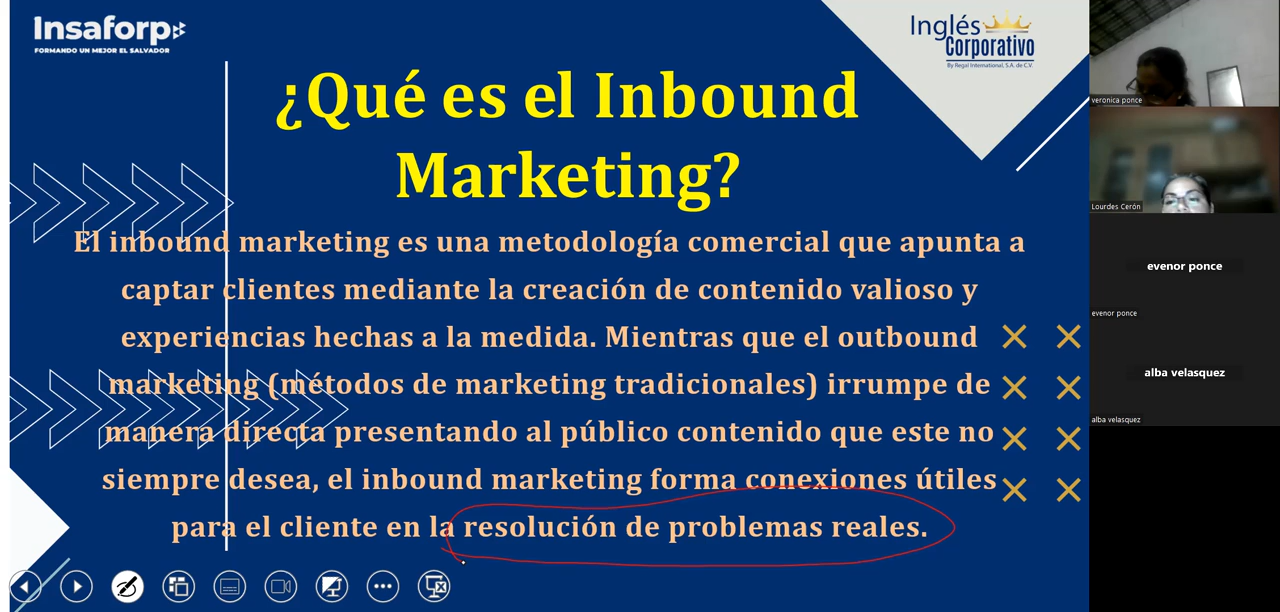 Insaforp
FORMANDO UN MEJOR EL SALVADOR
Inglés
Corporativo
By Regal International, S.A. de C.V.
¿Qué es el Inbound
Marketing?
El inbound marketing es una metodología comercial que apunta a
captar clientes mediante la creación de contenido valioso y
experiencias hechas a la medida. Mientras que el outbound
marketing (métodos de marketing tradicionales) irrumpe de
manera directa presentando al público contenido que este no
siempre desea, el inbound marketing forma conexiones útiles
para el cliente en la resolución de problemas reales.
veronica ponce
Lourdes Cerón
evenor ponce
evenor ponce
alba velasquez
alba velasquez